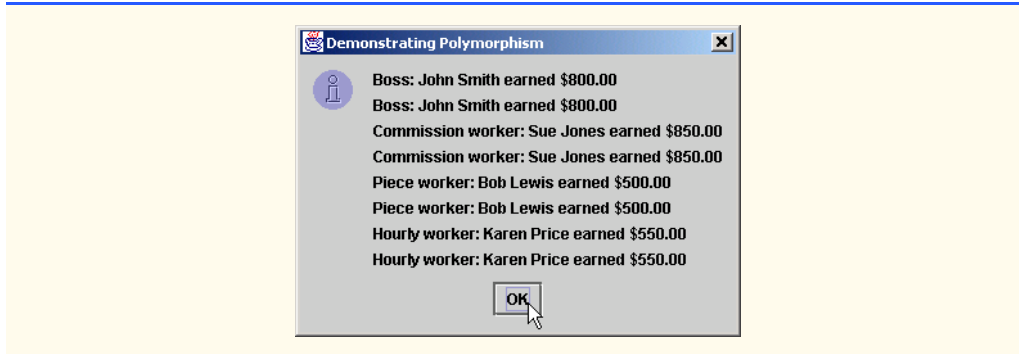 Demonstrating Polymorphism
Boss: John Smith earned $800.00
Boss: John Smith earned $800.00
Commission worker: Sue Jones earned $850.00
Commission worker: Sue Jones earned $850.00
Piece worker: Bob Lewis earned $500.00
Piece worker: Bob Lewis earned $500.00
Hourly worker: Karen Price earned $550.00
Hourly worker: Karen Price earned $550.00
OK